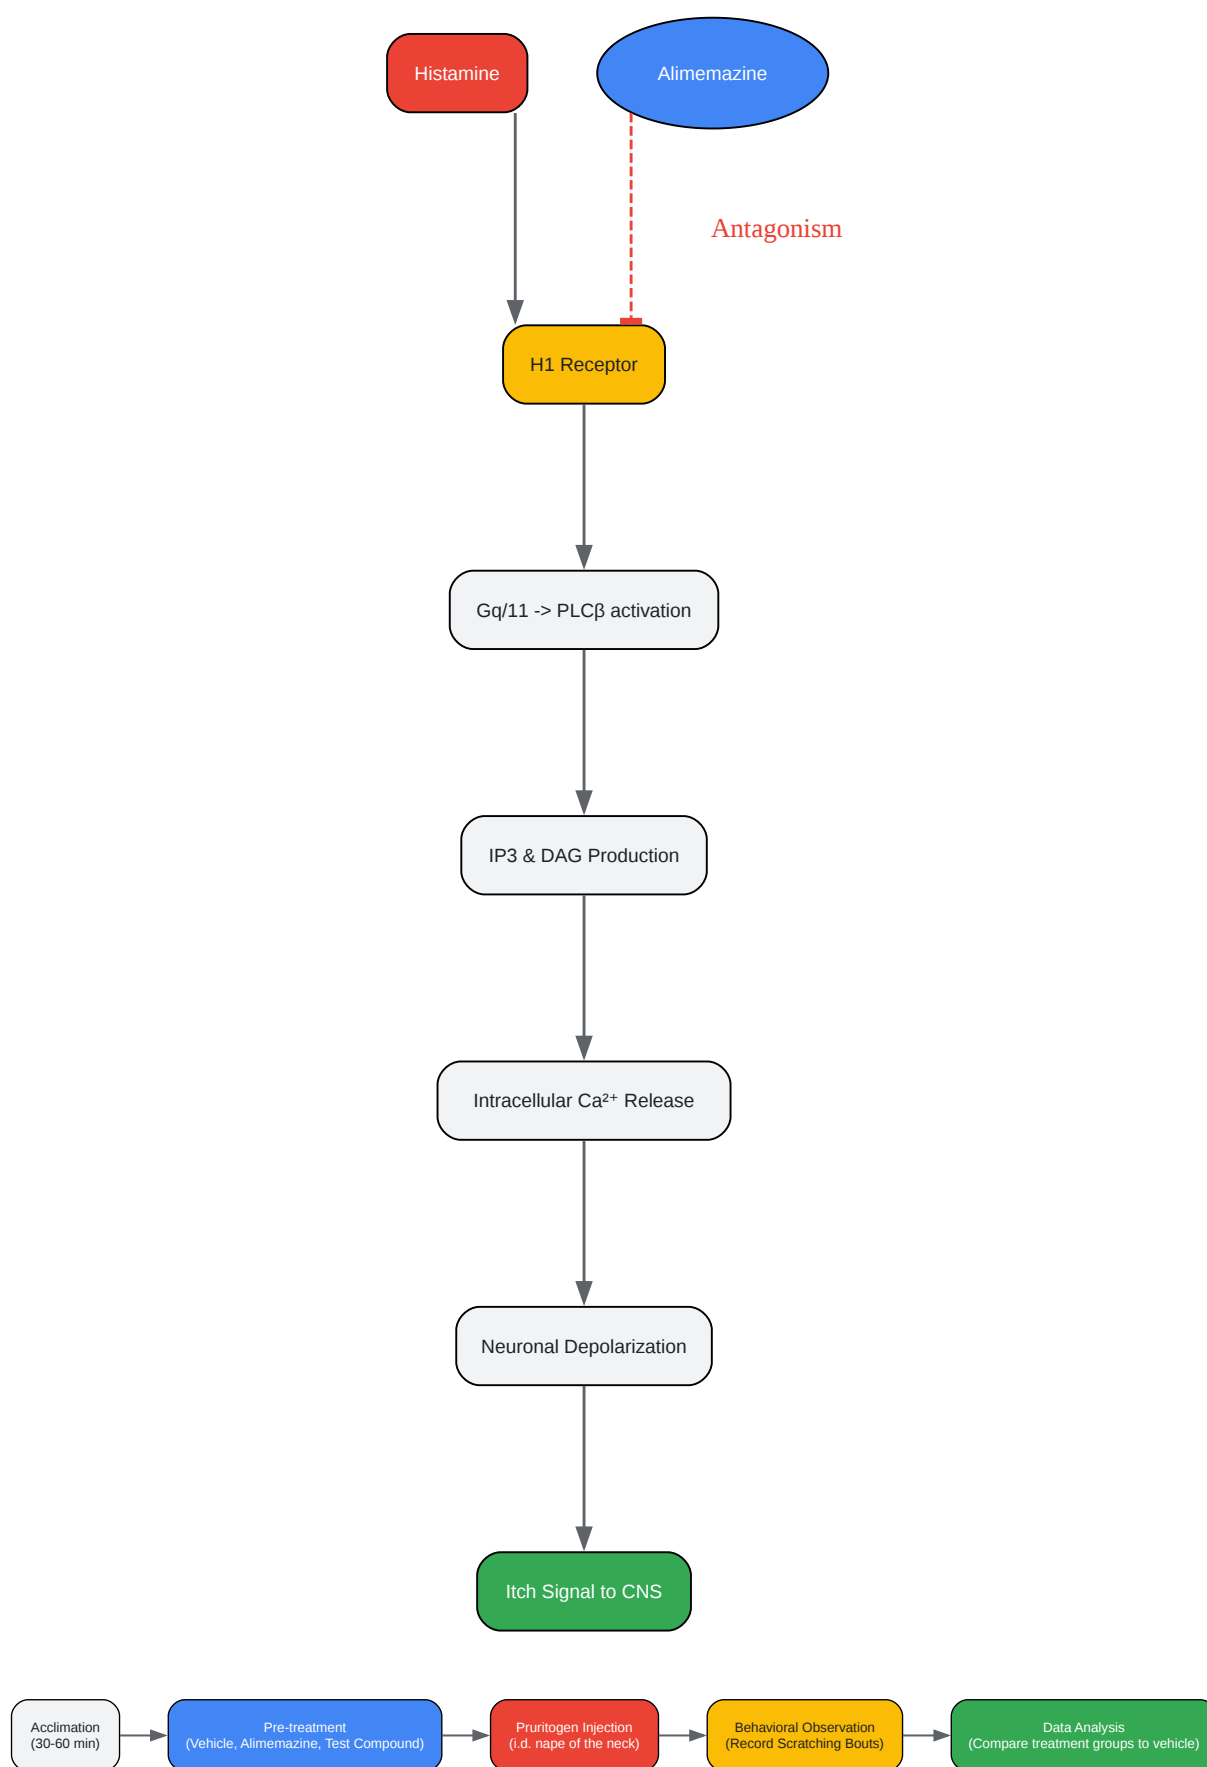 Histamine
Alimemazine
Antagonism
H1 Receptor
Gq/11 -> PLCβ activation
IP3 & DAG Production
Intracellular Ca²⁺ Release
Neuronal Depolarization
Itch Signal to CNS
Acclimation
(30-60 min)
Pre-treatment
(Vehicle, Alimemazine, Test Compound)
Pruritogen Injection
(i.d. nape of the neck)
Behavioral Observation
(Record Scratching Bouts)
Data Analysis
(Compare treatment groups to vehicle)